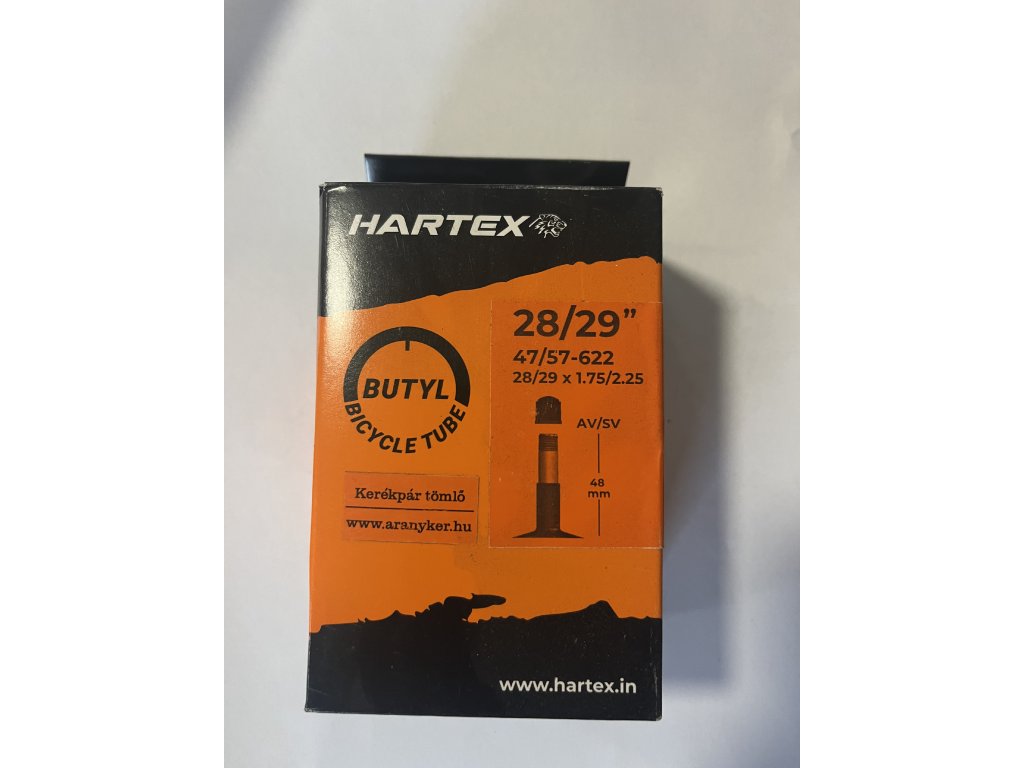 HARTEX
28/29”
47/57-622
28/29 x 1.75/2.25
BUTYL
BICYCLE TUBE
AV/SV
48
mm
Kerékpár tömlő
www.aranyker.hu
www.hartex.in